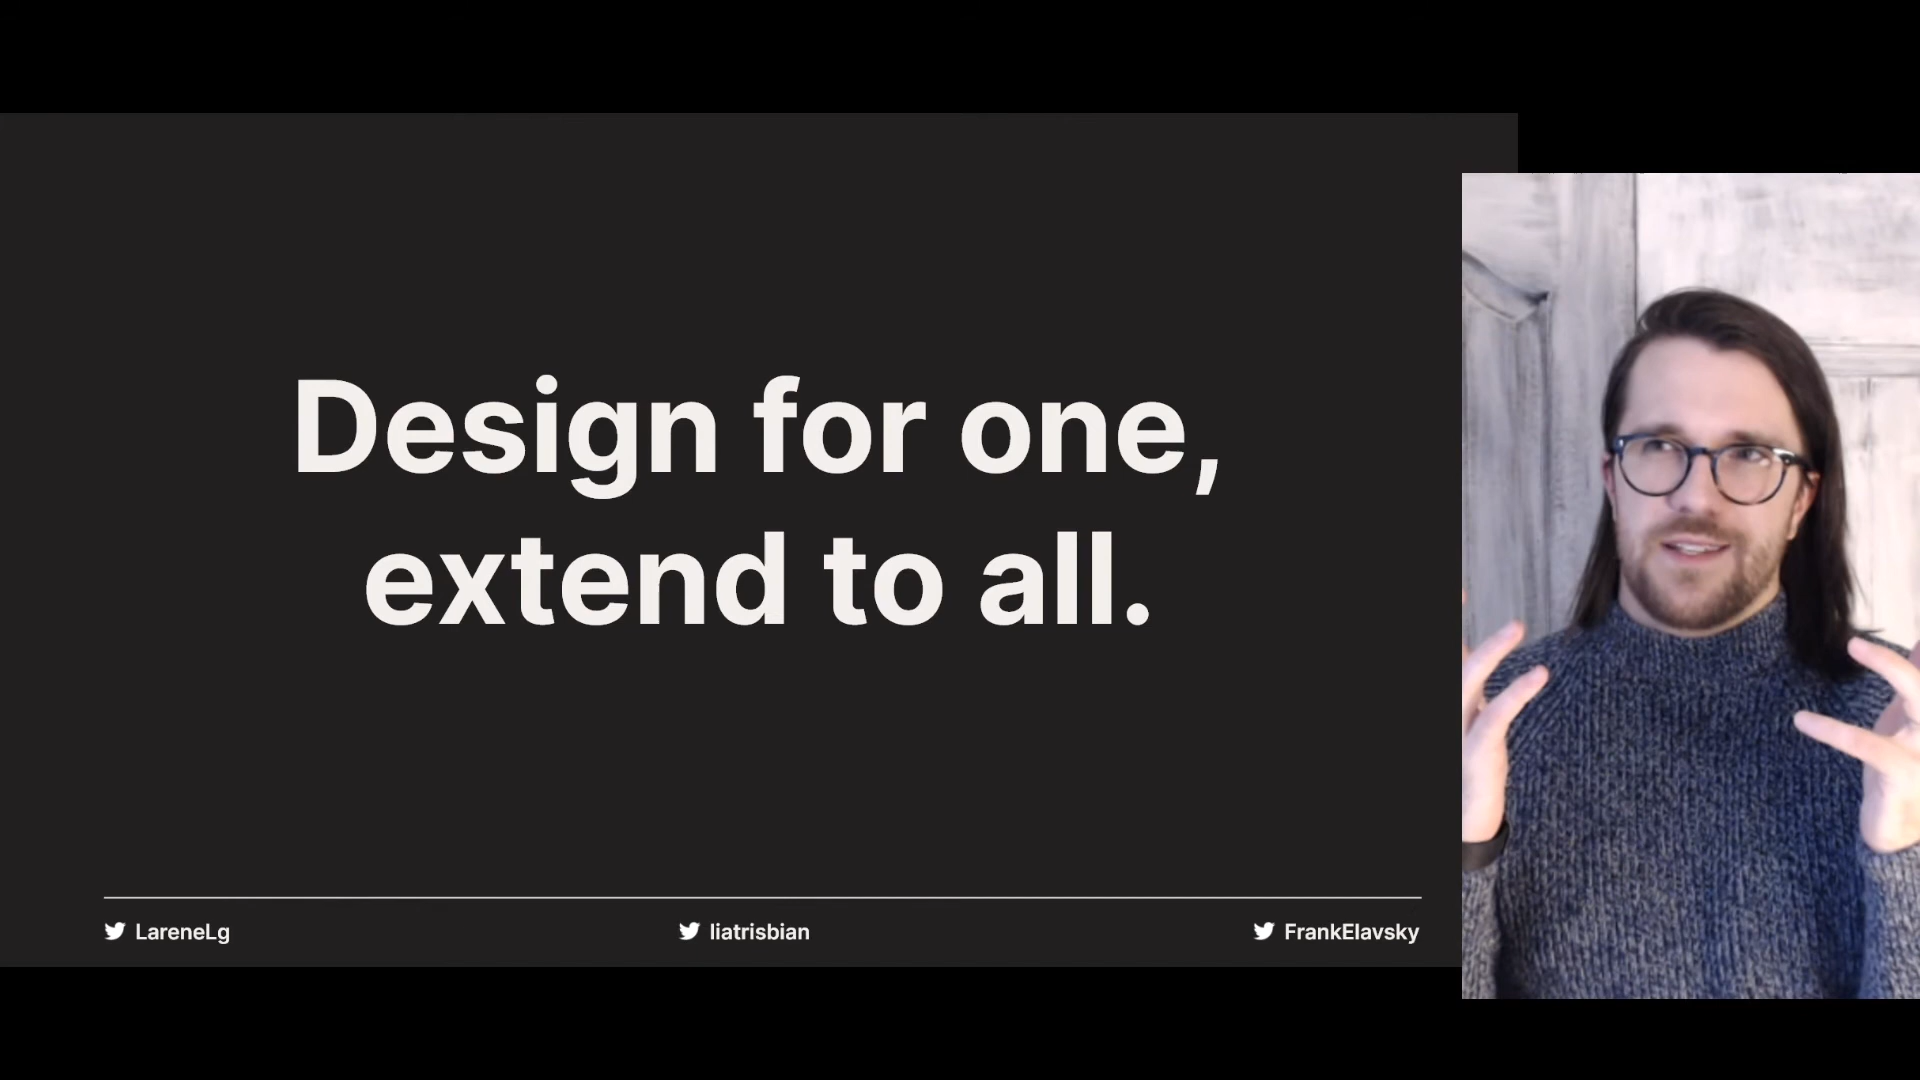 Design for one,
extend to all.
LareneLg
liatrisbian
FrankElavsky